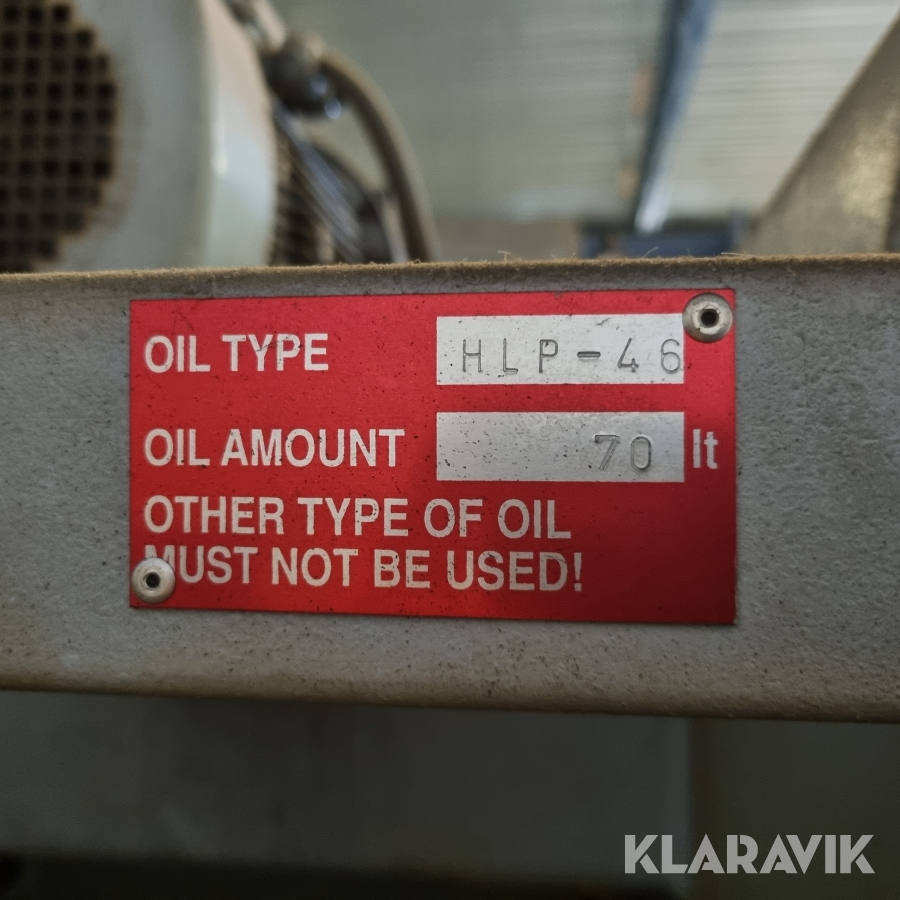 OIL TYPE HLP-46
OIL AMOUNT 70 lt
OTHER TYPE OF OIL
MUST NOT BE USED!
KLARAVIK